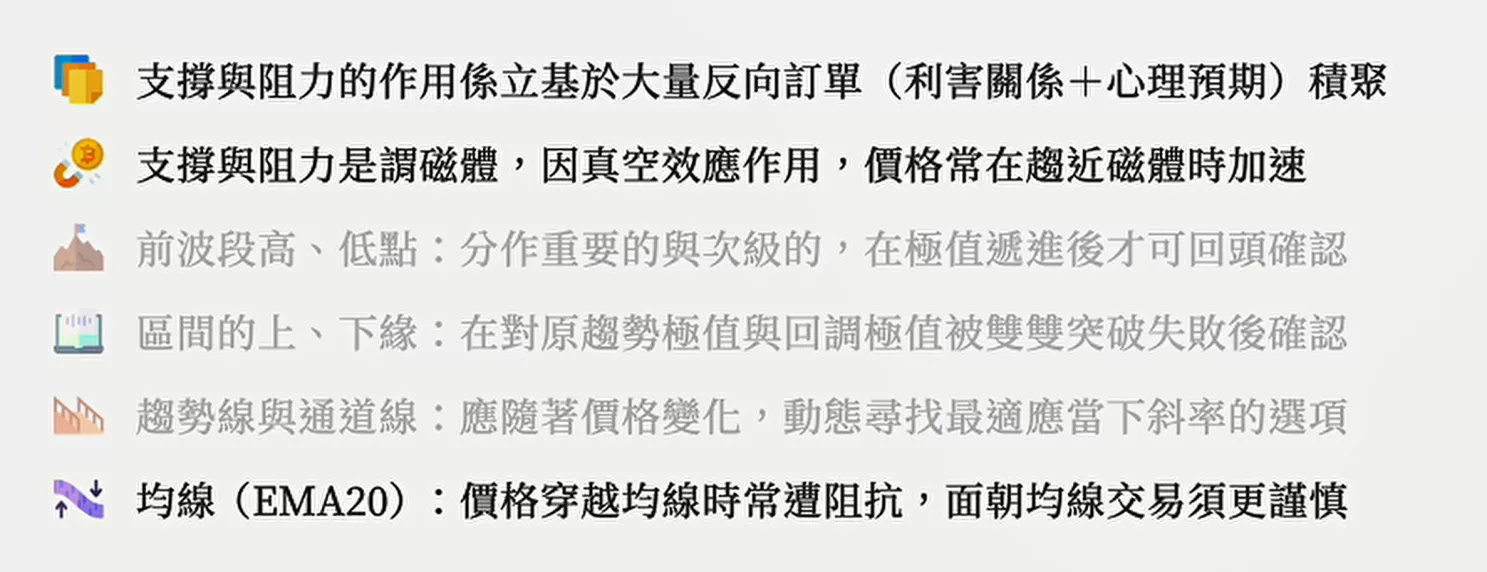 支撐與阻力的作用係立基於大量反向訂單（利害關係＋心理預期）積聚
支撐與阻力是謂磁體，因真空效應作用，價格常在趨近磁體時加速
前波段高、低點：分作重要的與次級的，在極值遞進後才可回頭確認
區間的上、下緣：在對原趨勢極值與回調極值被雙雙突破失敗後確認
趨勢線與通道線：應隨著價格變化，動態尋找最適應當下斜率的選項
均線（EMA20）：價格穿越均線時常遭阻抗，面朝均線交易須更謹慎